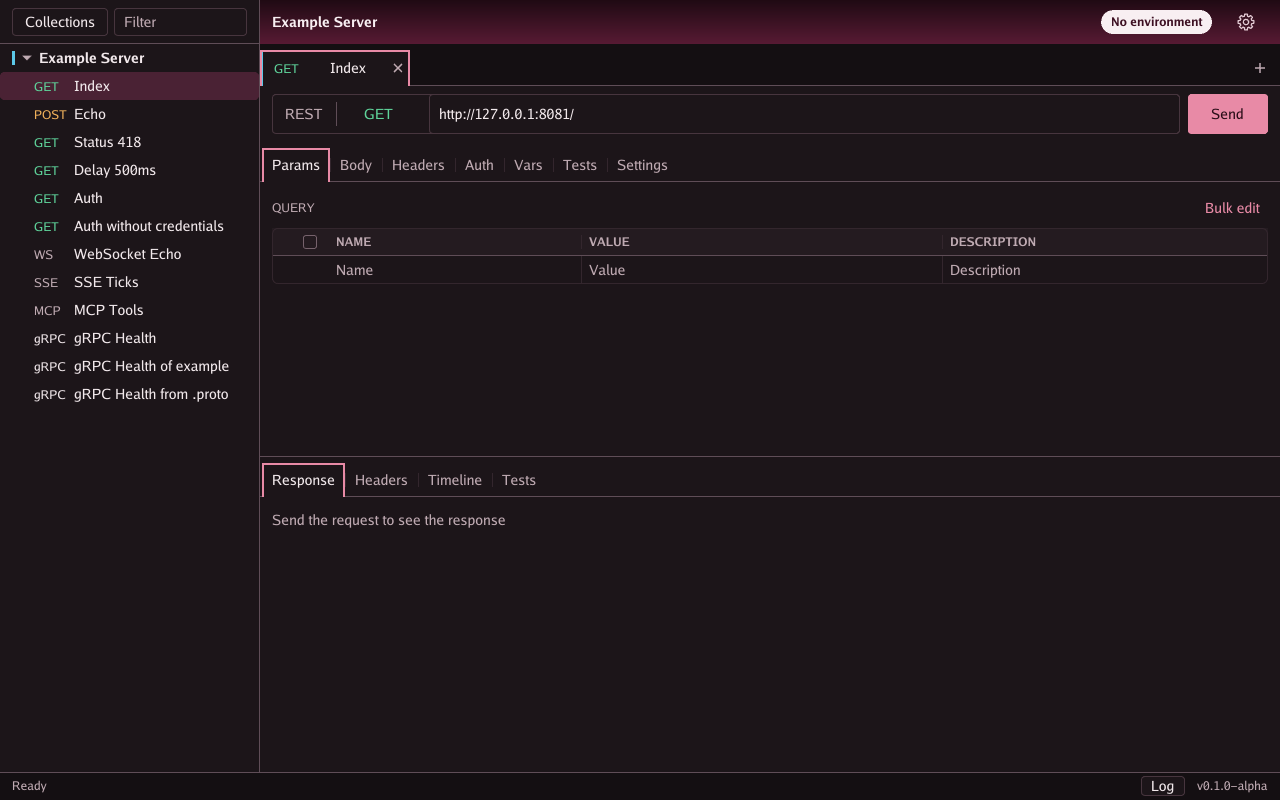 Collections Filter
Example Server
GET Index
POST Echo
GET Status 418
GET Delay 500ms
GET Auth
GET Auth without credentials
WS WebSocket Echo
SSE SSE Ticks
MCP MCP Tools
gRPC gRPC Health
gRPC gRPC Health of example
gRPC gRPC Health from .proto
Example Server No environment
GET Index
REST GET http://127.0.0.1:8081/ Send
Params Body Headers Auth Vars Tests Settings
QUERY Bulk edit
NAME VALUE DESCRIPTION
Name Value Description
Response Headers Timeline Tests
Send the request to see the response
Ready Log v0.1.0-alpha